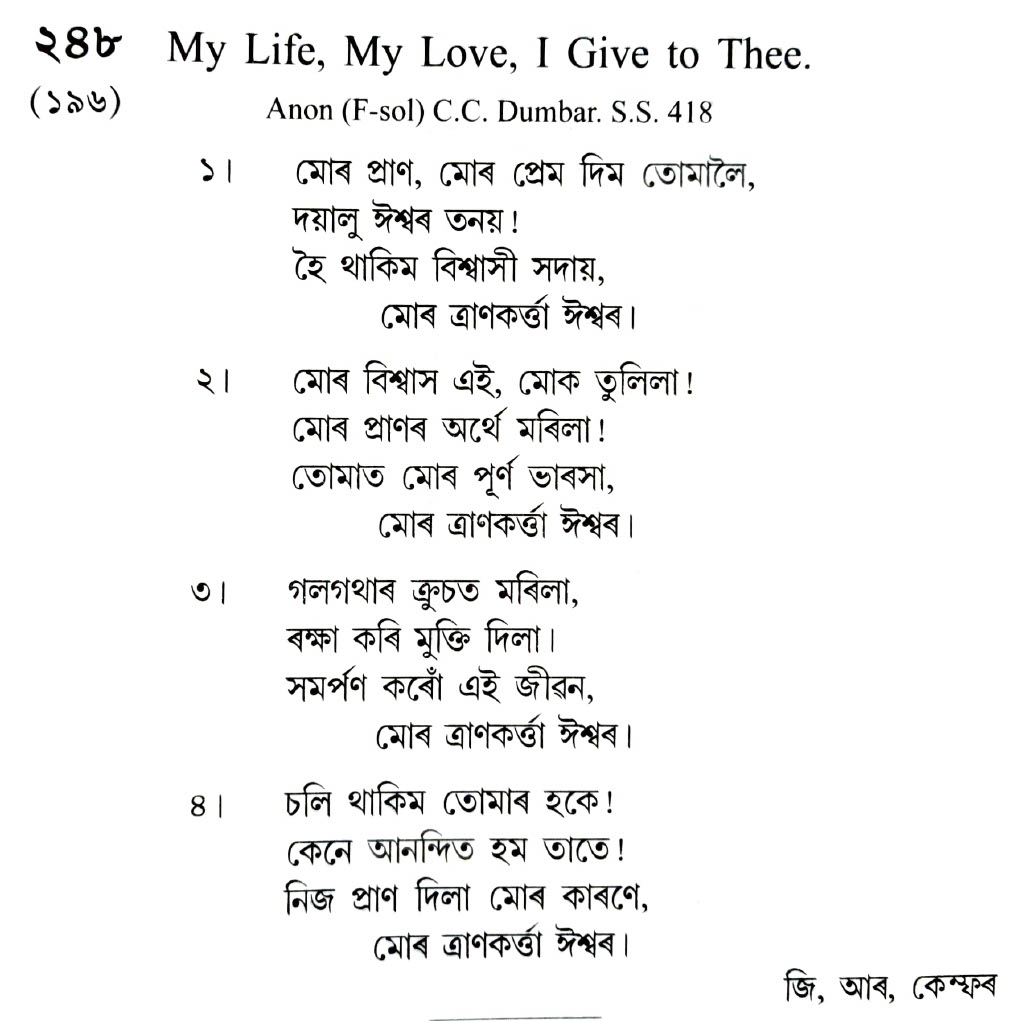 ২৪৮ My Life, My Love, I Give to Thee.
(১৯৬) Anon (F-sol) C.C. Dumbar. S.S. 418
১। মোৰ প্ৰাণ, মোৰ প্ৰেম দিম তোমালৈ,
দয়ালু ঈশ্বৰ তনয়!
হৈ থাকিম বিশ্বাসী সদায়,
মোৰ ত্ৰাণকৰ্ত্তা ঈশ্বৰ।
২। মোৰ বিশ্বাস এই, মোক তুলিলা!
মোৰ প্ৰাণৰ অৰ্থে মৰিলা!
তোমাত মোৰ পূৰ্ণ ভাৰসা,
মোৰ ত্ৰাণকৰ্ত্তা ঈশ্বৰ।
৩। গলগথাৰ ক্ৰুচত মৰিলা,
ৰক্ষা কৰি মুক্তি দিলা।
সমৰ্পণ কৰোঁ এই জীৱন,
মোৰ ত্ৰাণকৰ্ত্তা ঈশ্বৰ।
৪। চলি থাকিম তোমাৰ হকে!
কেনে আনন্দিত হম তাতে!
নিজ প্ৰাণ দিলা মোৰ কাৰণে,
মোৰ ত্ৰাণকৰ্ত্তা ঈশ্বৰ।
জি, আৰ, কেম্ফৰ